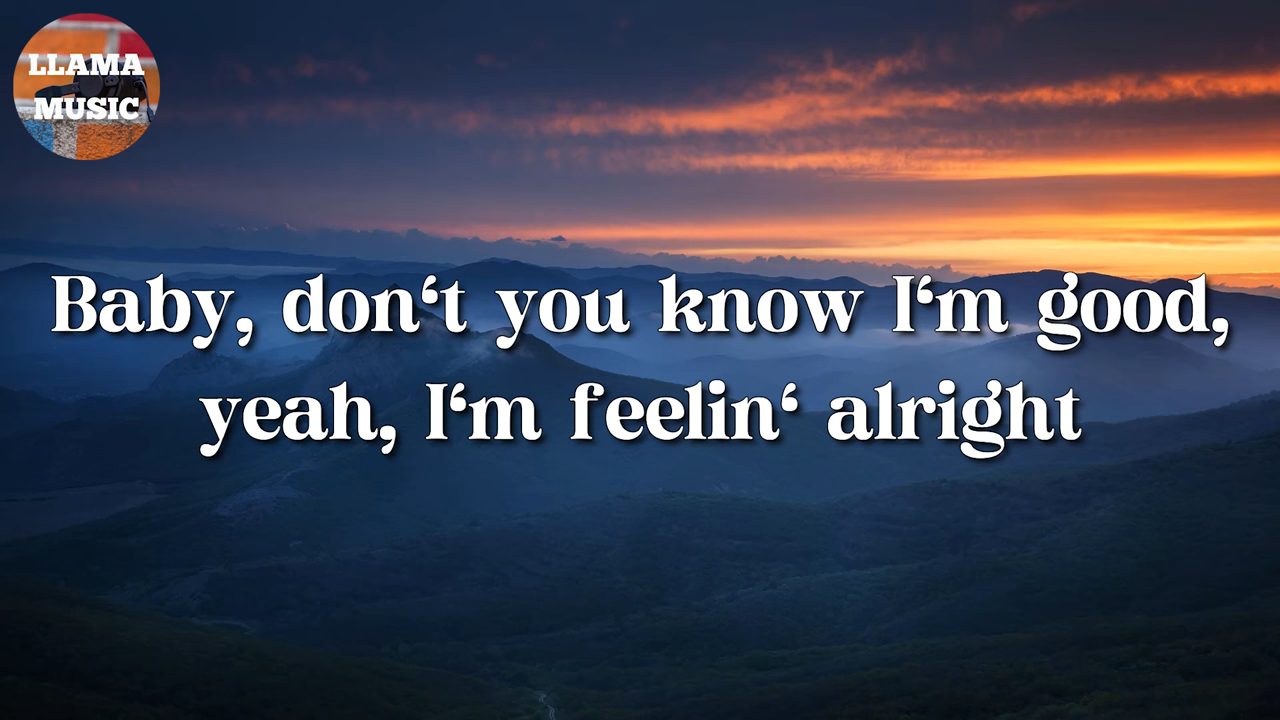 LLAMA
MUSIC
Baby, don‘t you know I‘m good,
yeah, I‘m feelin‘ alright